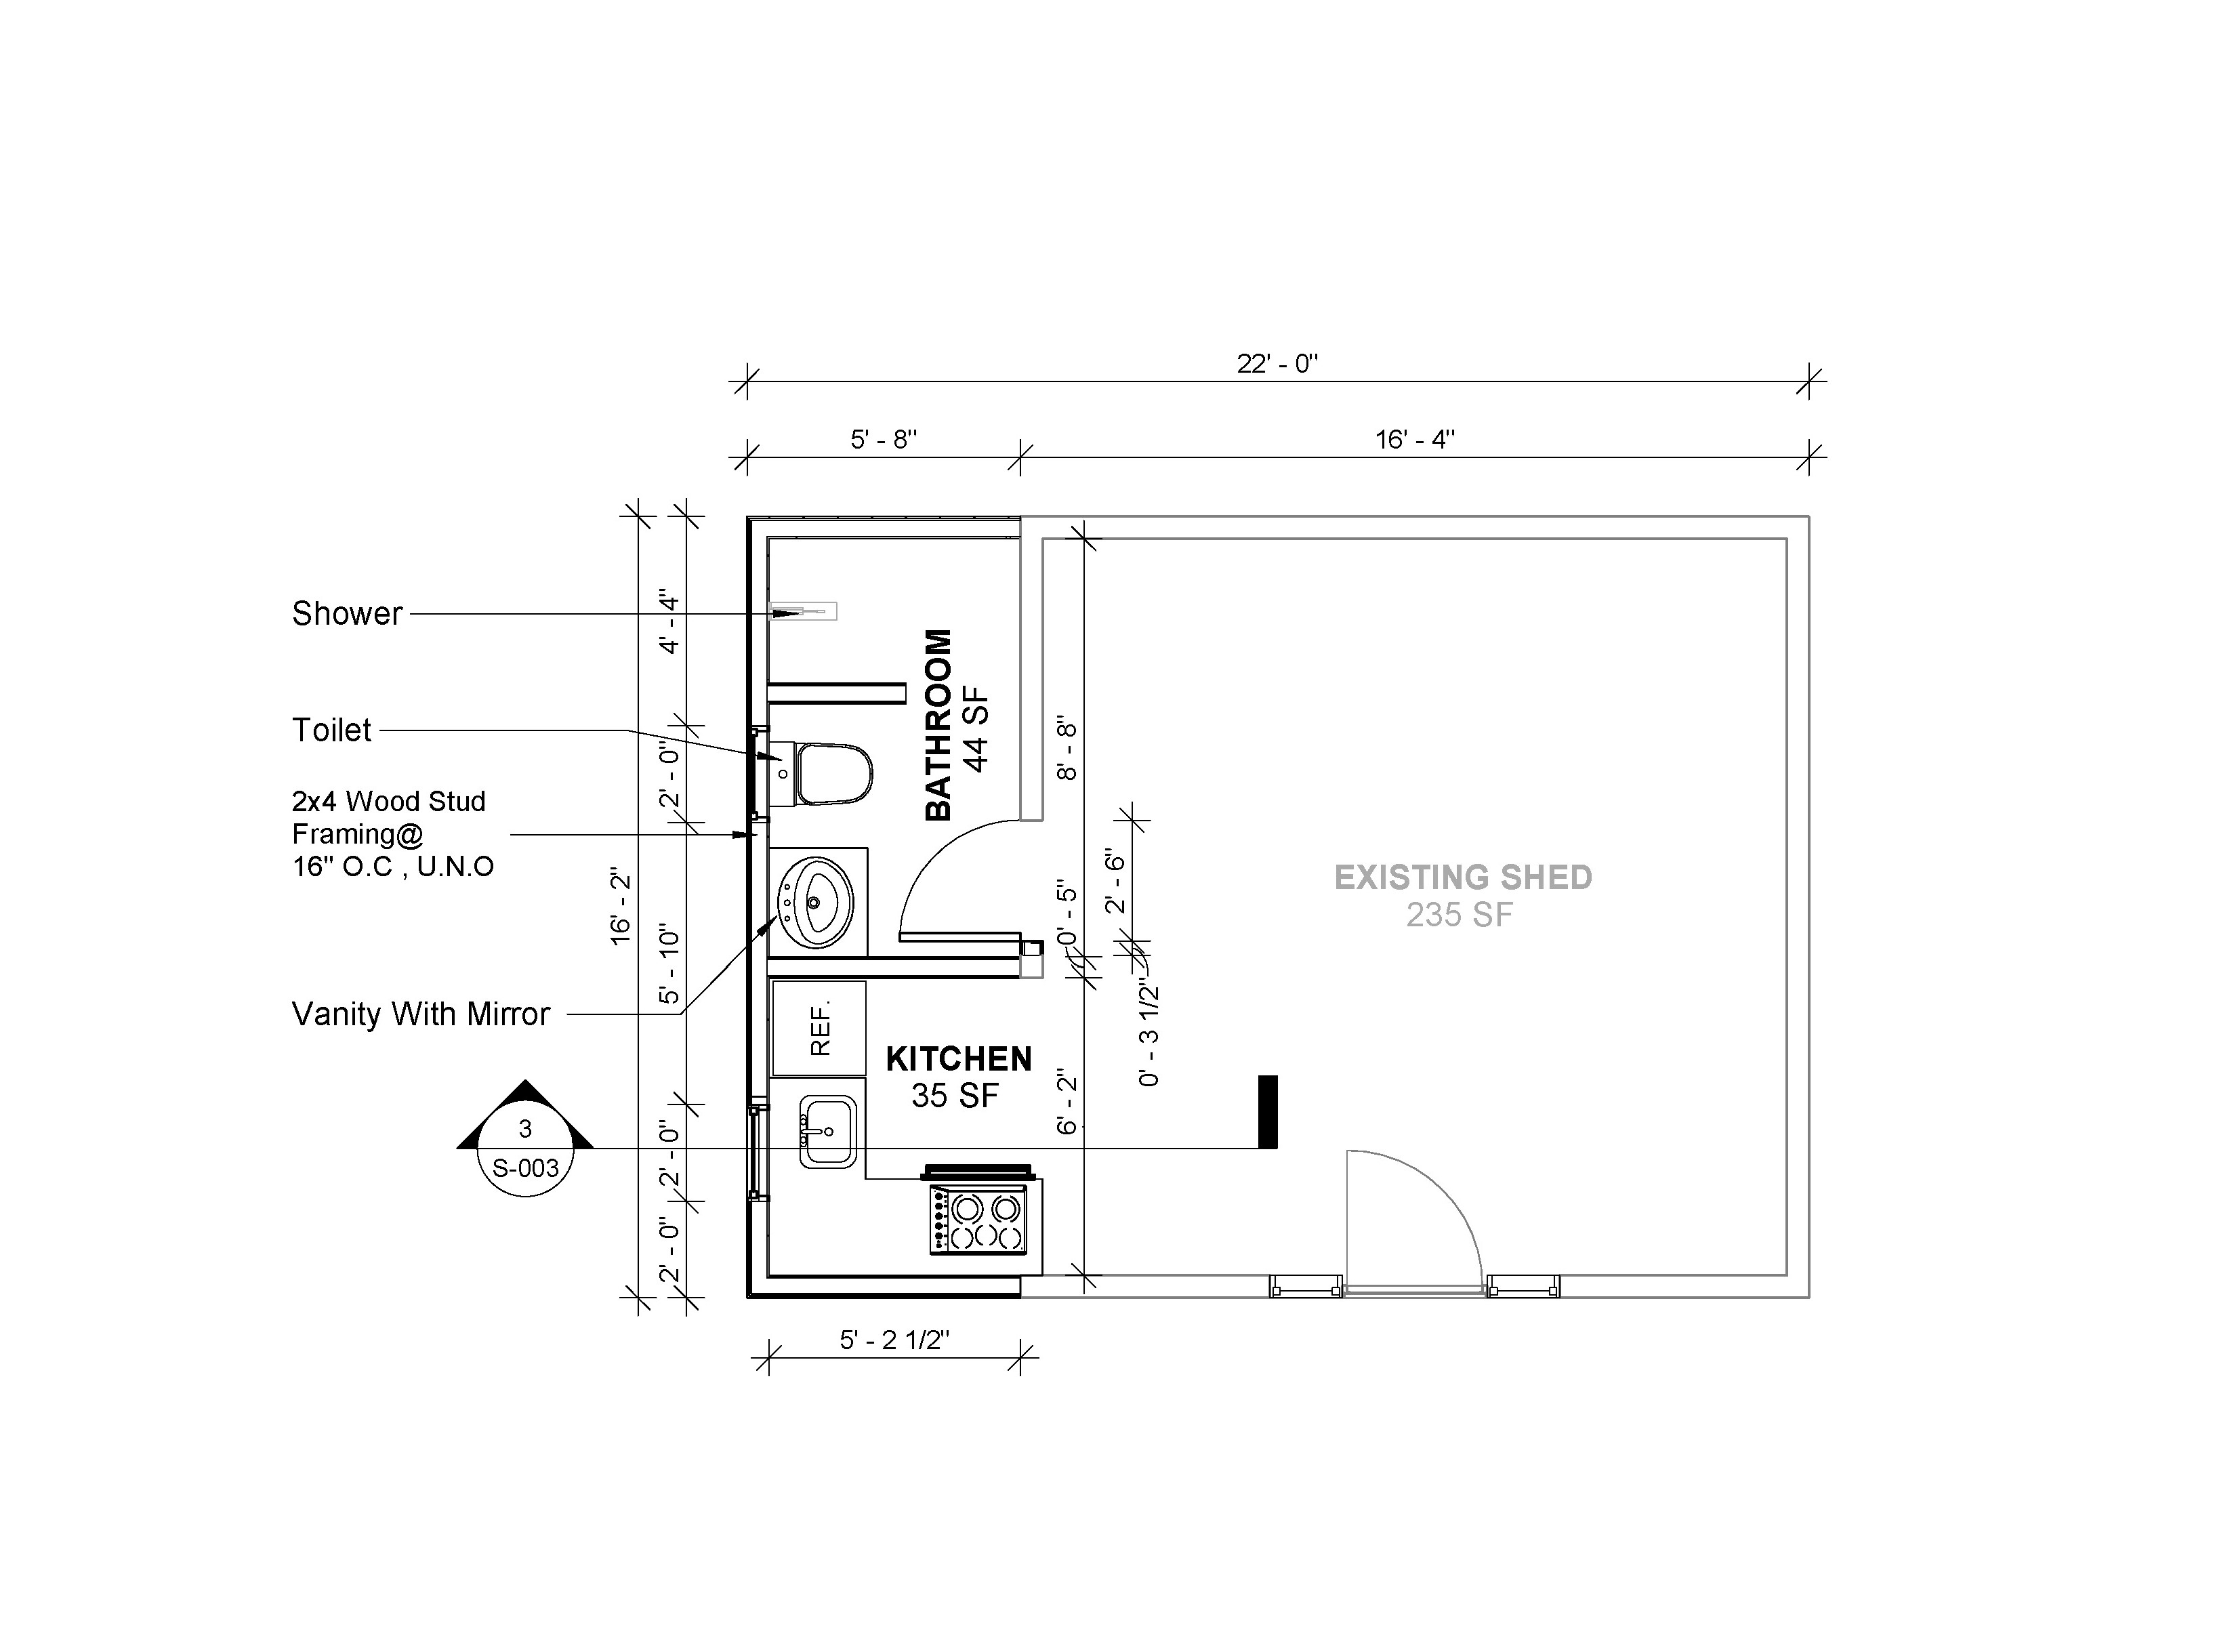 22' - 0"
5' - 8"
16' - 4"
Shower
4' - 4"
BATHROOM
44 SF
Toilet
2' - 0"
8' - 8"
2x4 Wood Stud
Framing@
16" O.C , U.N.O
16' - 2"
5' - 10"
0' - 5"
2' - 6"
EXISTING SHED
235 SF
Vanity With Mirror
REF.
KITCHEN
35 SF
6' - 2"
0' - 3 1/2"
3
S-003
2' - 0"
2' - 0"
5' - 2 1/2"